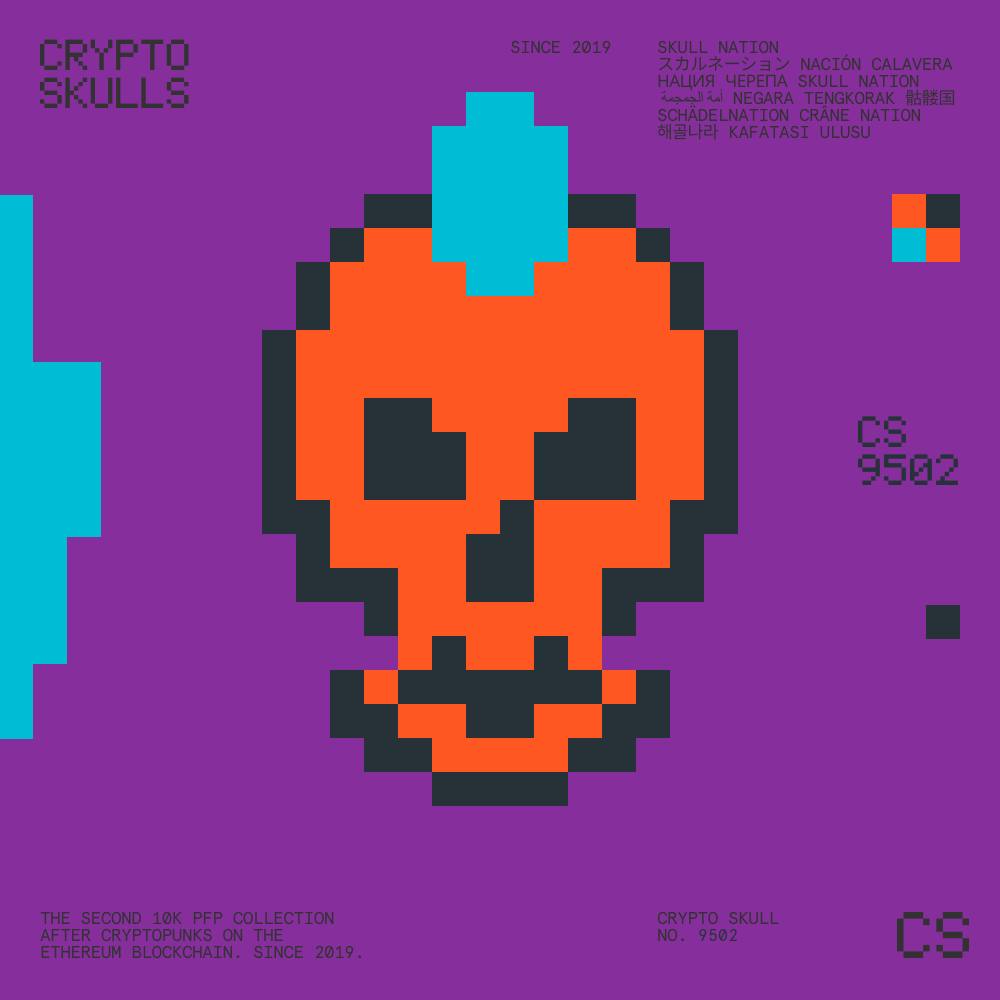 CRYPTO
SKULLS
SINCE 2019
SKULL NATION
スカルネーション NACIÓN CALAVERA
НАЦИЯ ЧЕРЕПА SKULL NATION
أمة الجمجمة NEGARA TENGKORAK 骷髅国
SCHÄDELNATION CRÂNE NATION
해골나라 KAFATASI ULUSU
CS
9502
THE SECOND 10K PFP COLLECTION
AFTER CRYPTOPUNKS ON THE
ETHEREUM BLOCKCHAIN. SINCE 2019.
CRYPTO SKULL
NO. 9502
CS